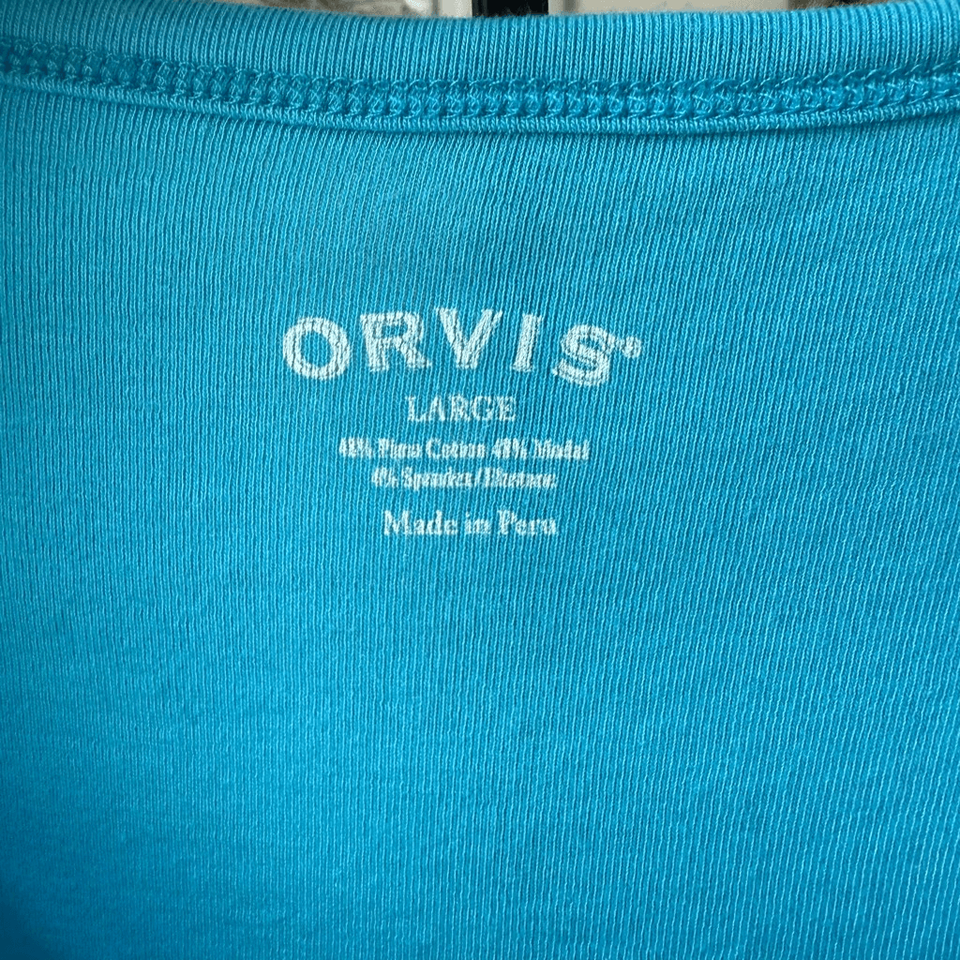 ORVIS®
LARGE
48% Pima Cotton 48% Modal
4% Spandex/Elastane
Made in Peru